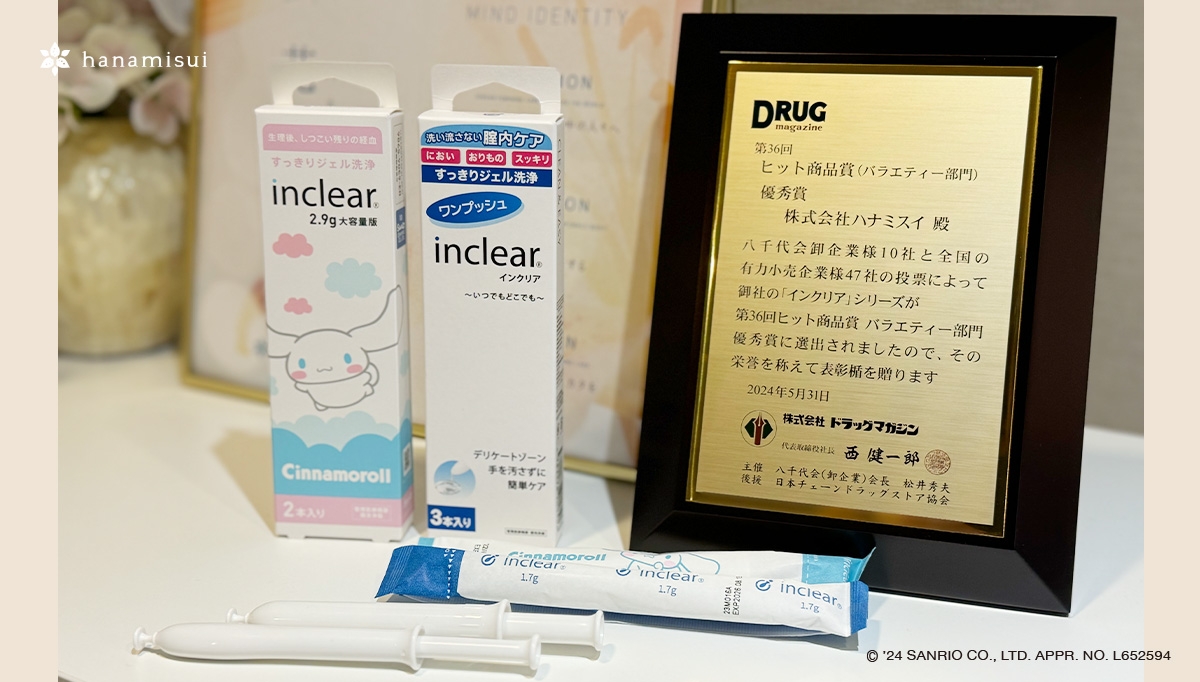 hanamisui
MIND IDENTITY
生理後、しつこい残りの経血
すっきりジェル洗浄
inclear®
2.9g大容量版
Cinnamoroll
2本入り
洗い流さない膣内ケア
におい おりもの スッキリ
すっきりジェル洗浄
ワンプッシュ
inclear®
インクリア
～いつでもどこでも～
デリケートゾーン
手を汚さずに
簡単ケア
3本入り
DRUG
magazine
第36回
ヒット商品賞(バラエティー部門)
優秀賞
株式会社ハナミスイ 殿
八千代会卸企業様10社と全国の
有力小売企業様47社の投票によって
御社の「インクリア」シリーズが
第36回ヒット商品賞 バラエティー部門
優秀賞に選出されましたので、その
栄誉を称えて表彰楯を贈ります
2024年5月31日
株式会社 ドラッグマガジン
代表取締役社長 西 健一郎
主催 八千代会(卸企業)会長 松井秀夫
後援 日本チェーンドラッグストア協会
Cinnamoroll
inclear®
1.7g
inclear®
1.7g
23M016A
inclear®
1.7g
© '24 SANRIO CO., LTD. APPR. NO. L652594